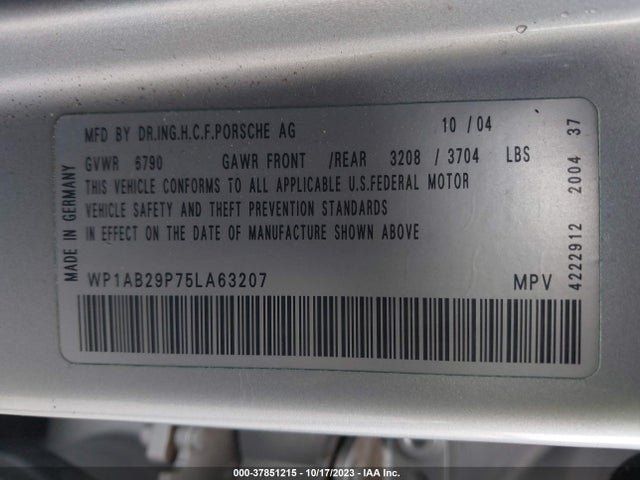 MFD BY DR.ING.H.C.F.PORSCHE AG 10 / 04
GVWR 6790 GAWR FRONT /REAR 3208 / 3704 LBS
THIS VEHICLE CONFORMS TO ALL APPLICABLE U.S.FEDERAL MOTOR
VEHICLE SAFETY AND THEFT PREVENTION STANDARDS
IN EFFECT ON THE DATE OF MANUFACTURE SHOWN ABOVE
WP1AB29P75LA63207 MPV
MADE IN GERMANY
4222912 2004 37
000-37851215 - 10/17/2023 - IAA Inc.